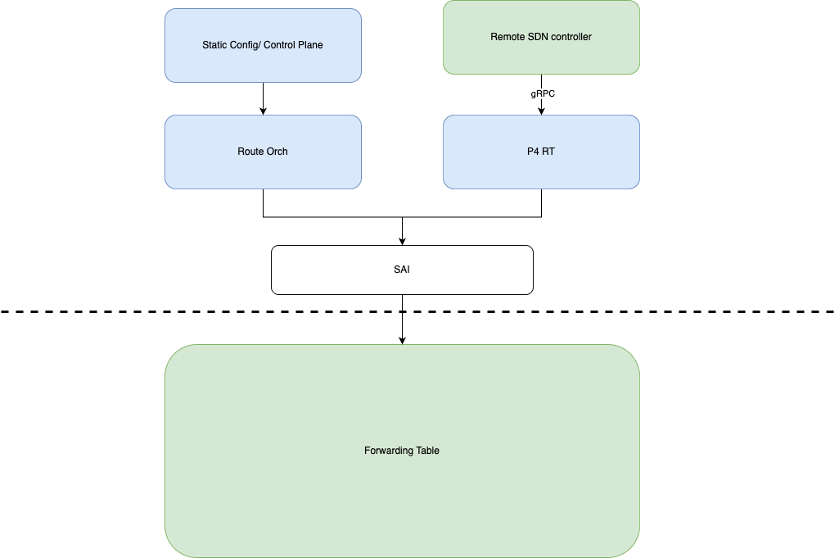 Static Config/ Control Plane
Remote SDN controller
gRPC
Route Orch
P4 RT
SAI
Forwarding Table